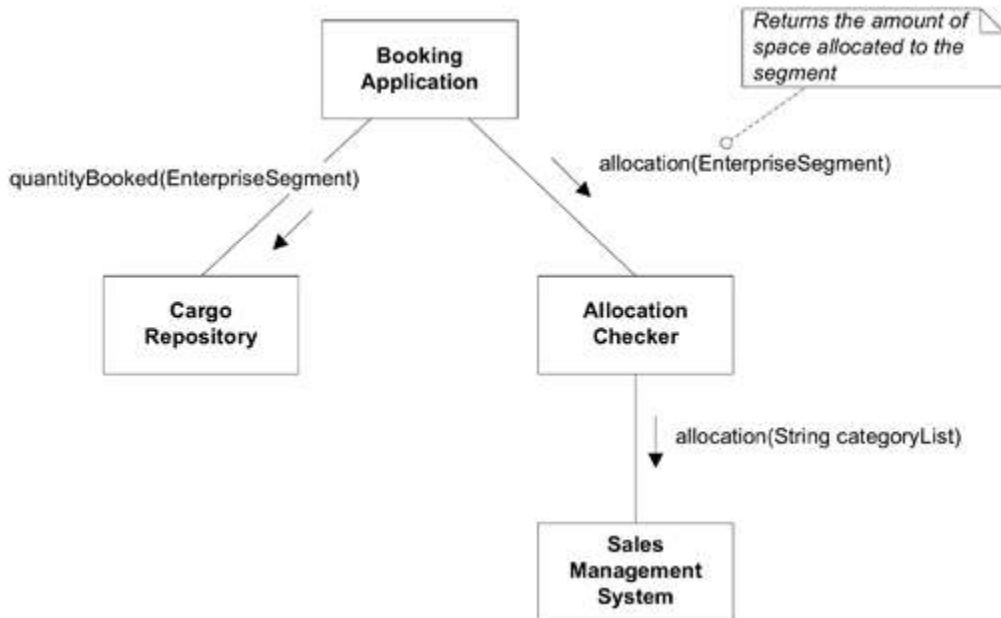 Returns the amount of
space allocated to the
segment
Booking
Application
quantityBooked(EnterpriseSegment)
allocation(EnterpriseSegment)
Cargo
Repository
Allocation
Checker
allocation(String categoryList)
Sales
Management
System